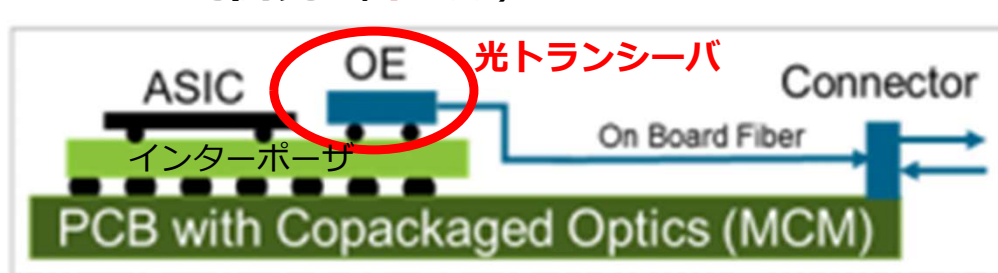 OE
光トランシーバ
ASIC
Connector
On Board Fiber
インターポーザ
PCB with Copackaged Optics (MCM)